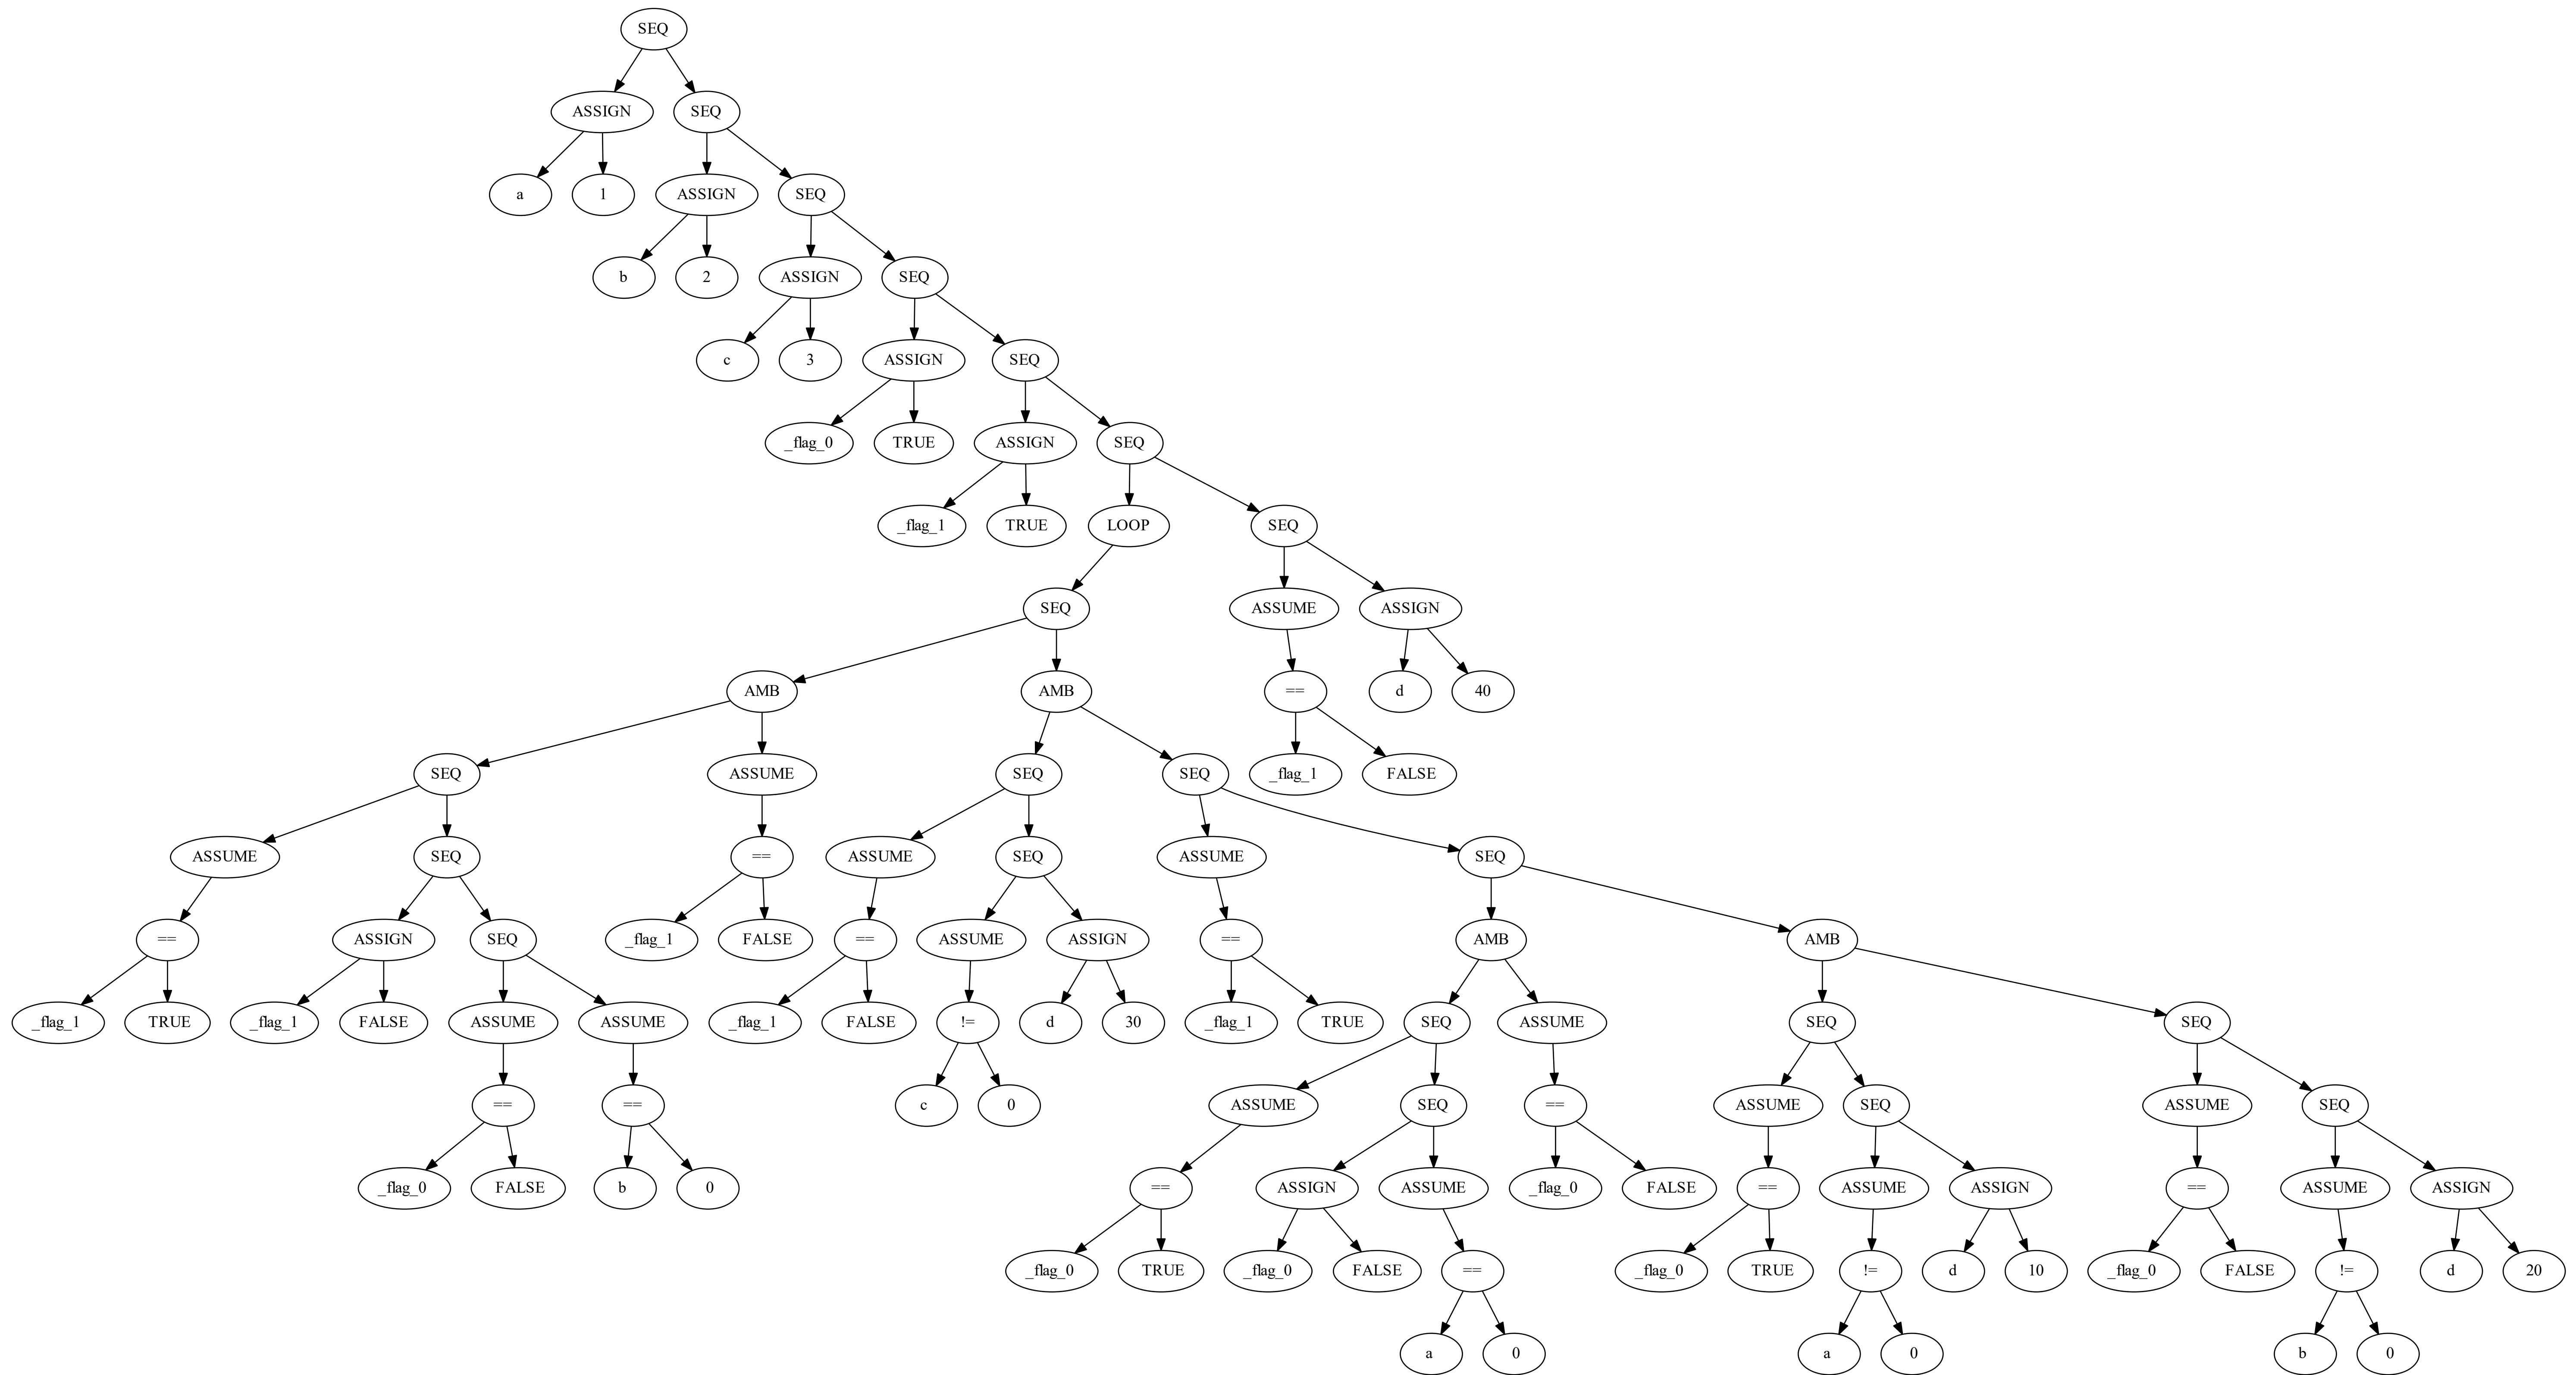 SEQ
ASSIGN SEQ
a 1 ASSIGN SEQ
b 2 ASSIGN SEQ
c 3 ASSIGN SEQ
_flag_0 TRUE ASSIGN SEQ
_flag_1 TRUE LOOP SEQ
SEQ ASSUME ASSIGN
AMB AMB == d 40
SEQ ASSUME SEQ SEQ _flag_1 FALSE
ASSUME SEQ == ASSUME SEQ ASSUME SEQ
== ASSIGN SEQ _flag_1 FALSE == ASSUME ASSIGN == AMB AMB
_flag_1 TRUE _flag_1 FALSE ASSUME ASSUME _flag_1 FALSE != d 30 _flag_1 TRUE SEQ ASSUME SEQ SEQ
== == c 0 ASSUME SEQ == ASSUME SEQ ASSUME SEQ
_flag_0 FALSE b 0 == ASSIGN ASSUME _flag_0 FALSE == ASSUME ASSIGN == ASSUME ASSIGN
_flag_0 TRUE _flag_0 FALSE == _flag_0 TRUE != d 10 _flag_0 FALSE != d 20
a 0 a 0 b 0